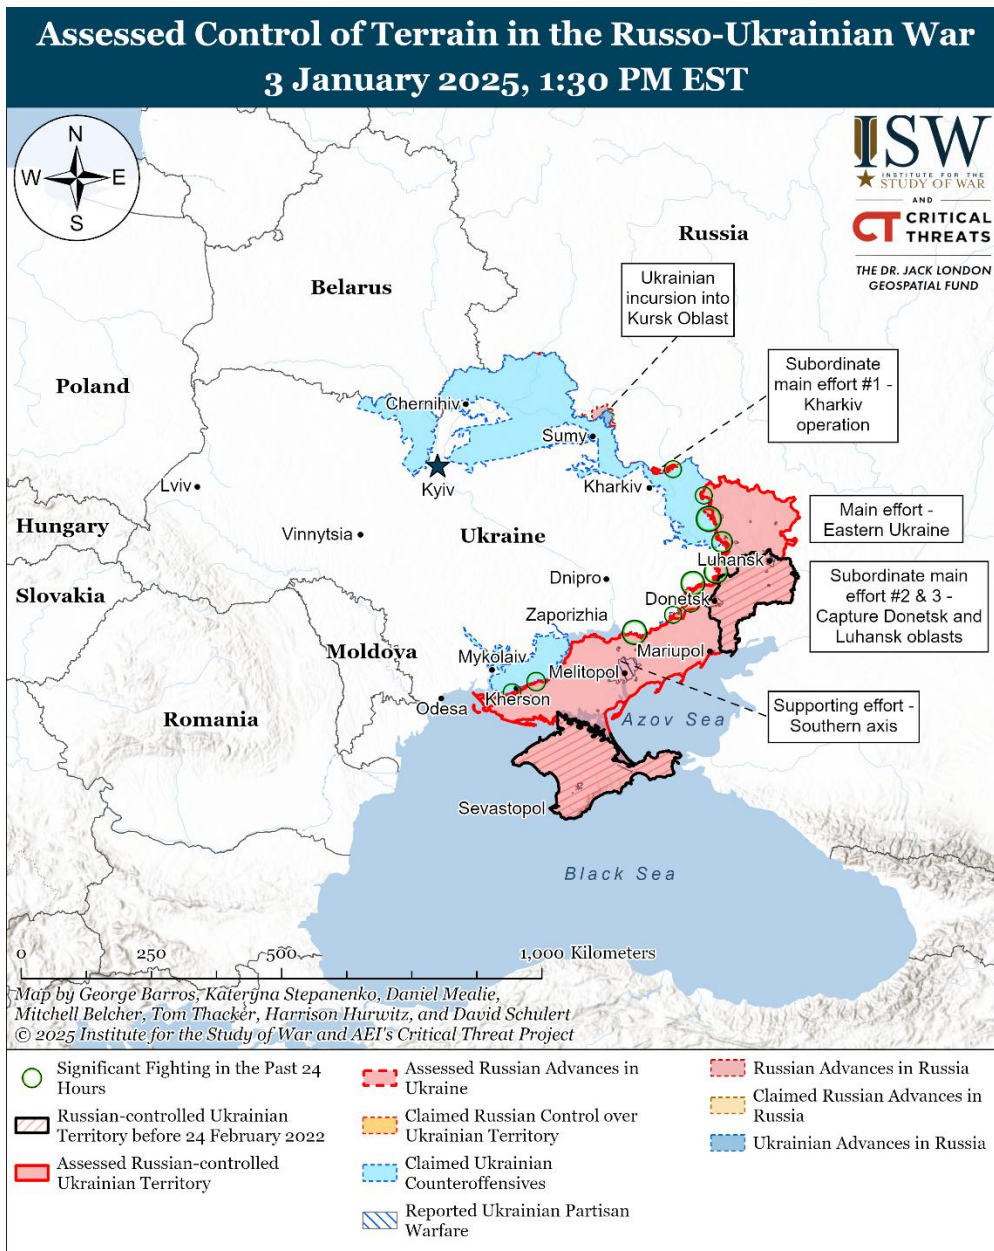 Assessed Control of Terrain in the Russo-Ukrainian War
3 January 2025, 1:30 PM EST
N
W
E
S
ISW
INSTITUTE FOR THE
STUDY OF WAR
AND
CT CRITICAL
THREATS
THE DR. JACK LONDON
GEOSPATIAL FUND
Russia
Belarus
Ukrainian
incursion into
Kursk Oblast
Poland
Subordinate
main effort #1 -
Kharkiv
operation
Chernihiv
Sumy
Kyiv
Lviv
Kharkiv
Hungary
Vinnytsia
Ukraine
Main effort -
Eastern Ukraine
Luhansk
Slovakia
Dnipro
Donetsk
Subordinate main
effort #2 & 3 -
Capture Donetsk and
Luhansk oblasts
Zaporizhia
Moldova
Mykolaiv
Mariupol
Melitopol
Romania
Odesa
Kherson
Azov Sea
Supporting effort -
Southern axis
Sevastopol
Black Sea
0
250
500
1,000 Kilometers
Map by George Barros, Kateryna Stepanenko, Daniel Mealie,
Mitchell Belcher, Tom Thacker, Harrison Hurwitz, and David Schulert
© 2025 Institute for the Study of War and AEI's Critical Threat Project
Significant Fighting in the Past 24
Hours
Russian-controlled Ukrainian
Territory before 24 February 2022
Assessed Russian-controlled
Ukrainian Territory
Assessed Russian Advances in
Ukraine
Claimed Russian Control over
Ukrainian Territory
Claimed Ukrainian
Counteroffensives
Reported Ukrainian Partisan
Warfare
Russian Advances in Russia
Claimed Russian Advances in
Russia
Ukrainian Advances in Russia